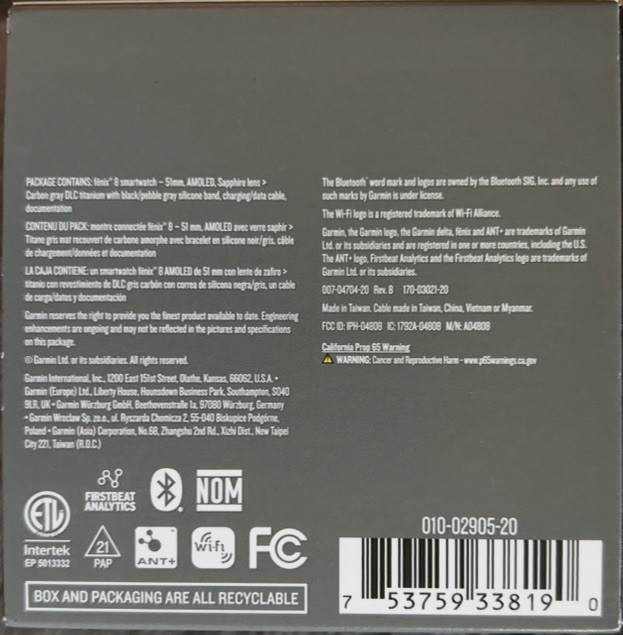 PACKAGE CONTAINS: fēnix® 8 smartwatch – 51mm, AMOLED, Sapphire lens >
Carbon gray DLC titanium with black/pebble gray silicone band, charging/data cable,
documentation
CONTENU DU PACK: montre connectée fēnix® 8 – 51 mm, AMOLED avec verre saphir >
Titane gris mat recouvert de carbone amorphe avec bracelet en silicone noir/gris, câble
de chargement/données et documentation
LA CAJA CONTIENE: un smartwatch fēnix® 8 AMOLED de 51 mm con lente de zafiro >
titanio con revestimiento de DLC gris carbón con correa de silicona negra/gris, un cable
de carga/datos y documentación
Garmin reserves the right to provide you the finest product available to date. Engineering
enhancements are ongoing and may not be reflected in the pictures and specifications
on this package.
© Garmin Ltd. or its subsidiaries. All rights reserved.
Garmin International, Inc., 1200 East 151st Street, Olathe, Kansas, 66062, U.S.A. •
Garmin (Europe) Ltd., Liberty House, Hounsdown Business Park, Southampton, SO40
9LR, UK • Garmin Würzburg GmbH, Beethovenstraße 1a, 97080 Würzburg, Germany
• Garmin Wroclaw Sp. z o.o., ul. Ryszarda Chomicza 2, 55-040 Biskupice Podgórne,
Poland • Garmin (Asia) Corporation, No.68, Zhangshu 2nd Rd., Xizhi Dist., New Taipei
City 221, Taiwan (R.O.C.)
The Bluetooth® word mark and logos are owned by the Bluetooth SIG, Inc. and any use of
such marks by Garmin is under license.
The Wi-Fi logo is a registered trademark of Wi-Fi Alliance.
Garmin, the Garmin logo, the Garmin delta, fēnix and ANT+ are trademarks of Garmin
Ltd. or its subsidiaries and are registered in one or more countries, including the U.S.
The ANT+ logo, Firstbeat Analytics and the Firstbeat Analytics logo are trademarks of
Garmin Ltd. or its subsidiaries.
007-04704-20 Rev. B 170-03021-20
Made in Taiwan. Cable made in Taiwan, China, Vietnam or Myanmar.
FCC ID: IPH-04808 IC: 1792A-04808 M/N: A04808
California Prop 65 Warning
WARNING: Cancer and Reproductive Harm - www.p65warnings.ca.gov
ETL
Intertek
EP 5013332
FIRSTBEAT
ANALYTICS
NOM
21
PAP
ANT+
Wi-Fi
FC
BOX AND PACKAGING ARE ALL RECYCLABLE
010-02905-20
7 53759 33819 0